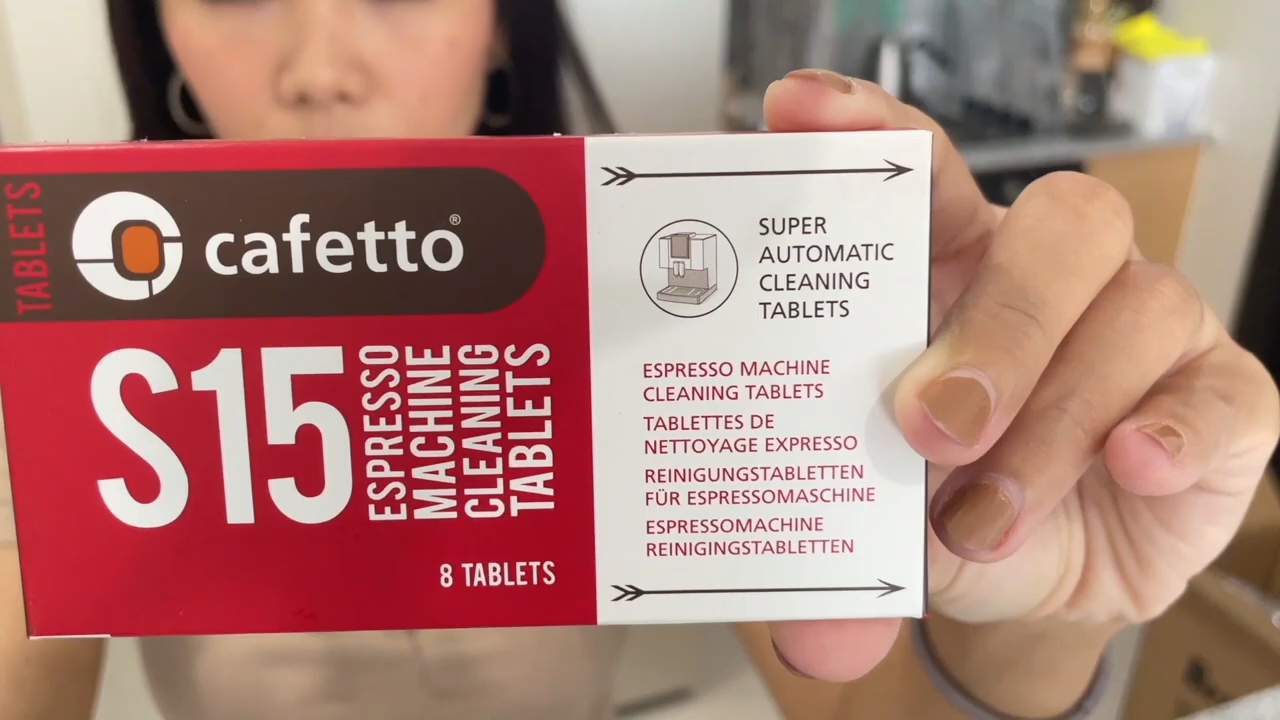 TABLETS
cafetto®
S15
ESPRESSO
MACHINE
CLEANING
TABLETS
8 TABLETS
SUPER
AUTOMATIC
CLEANING
TABLETS
ESPRESSO MACHINE
CLEANING TABLETS
TABLETTES DE
NETTOYAGE EXPRESSO
REINIGUNGSTABLETTEN
FÜR ESPRESSOMASCHINE
ESPRESSOMACHINE
REINIGINGSTABLETTEN